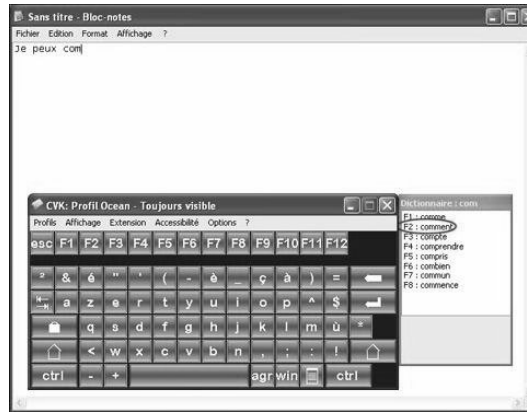 Sans titre - Bloc-notes
Fichier Edition Format Affichage ?
Je peux com
CVK: Profil Ocean - Toujours visible
Profils Affichage Extension Accessibilité Options ?
esc F1 F2 F3 F4 F5 F6 F7 F8 F9 F10 F11 F12
² & é " ' ( - è _ ç à ) =
a z e r t y u i o p ^ $
q s d f g h j k l m ù *
< w x c v b n , ; : !
ctrl - + agr win ctrl
Dictionnaire : com
F1 : comme
F2 : comment
F3 : compte
F4 : comprendre
F5 : compris
F6 : combien
F7 : commun
F8 : commence